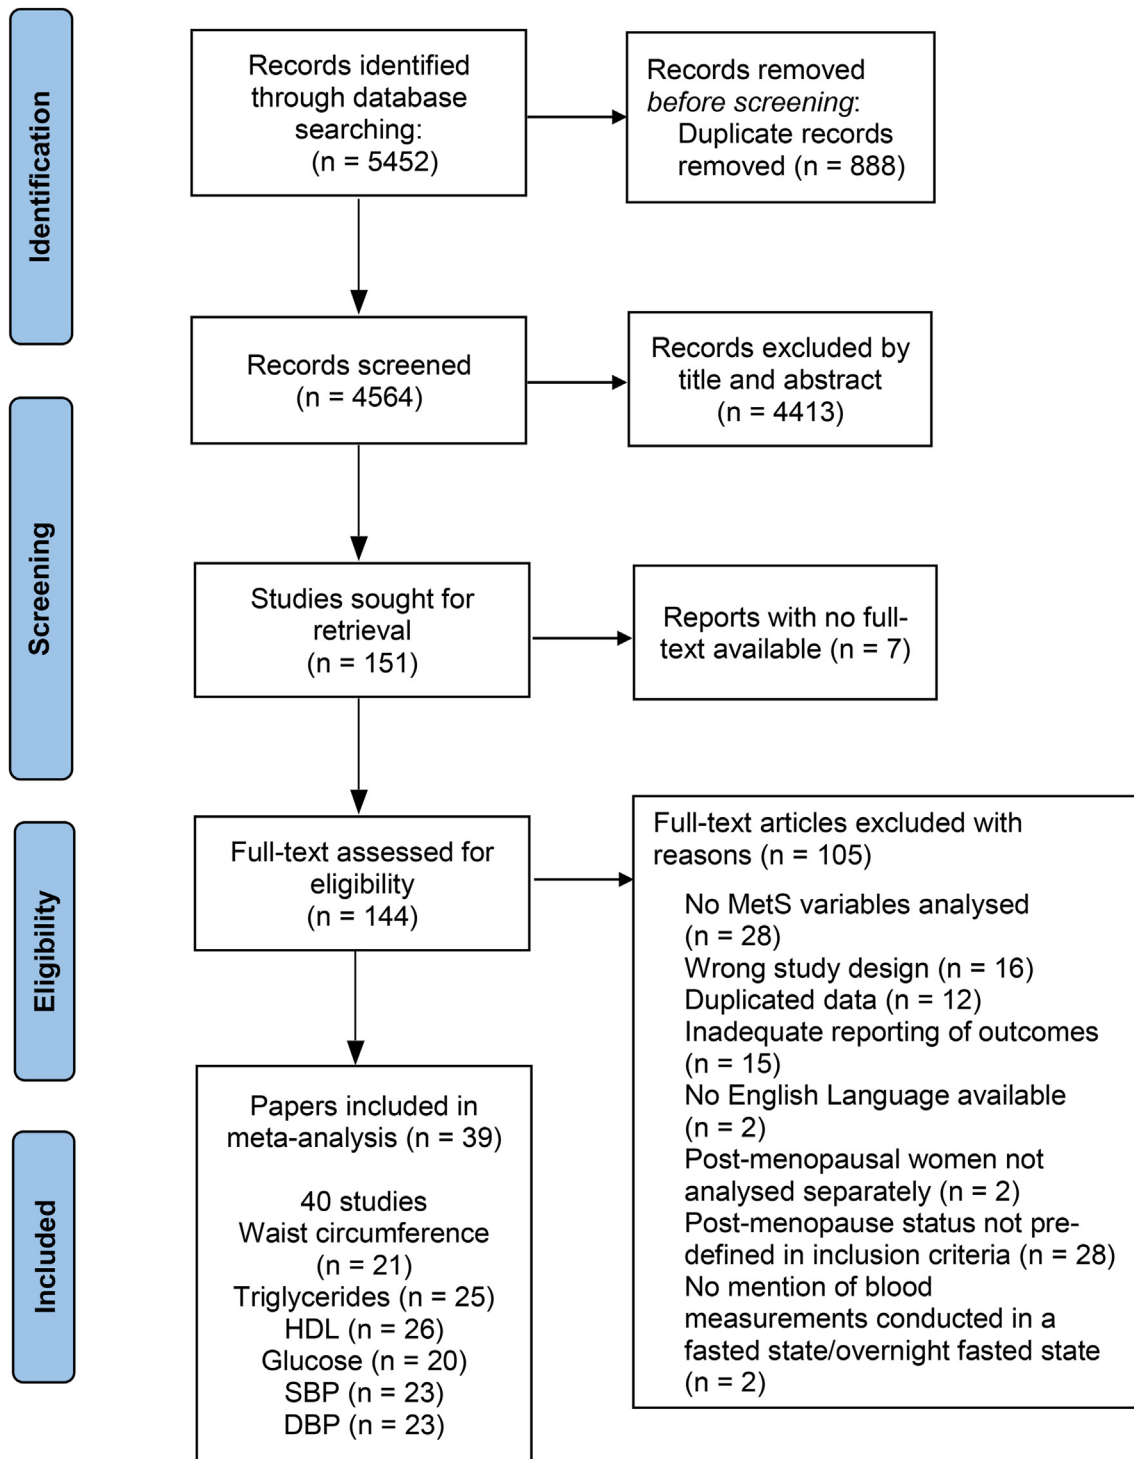 Identification
Records identified
through database
searching:
(n = 5452)
Records removed
before screening:
Duplicate records
removed (n = 888)
Screening
Records screened
(n = 4564)
Records excluded by
title and abstract
(n = 4413)
Studies sought for
retrieval
(n = 151)
Reports with no full-
text available (n = 7)
Eligibility
Full-text assessed for
eligibility
(n = 144)
Full-text articles excluded with
reasons (n = 105)
No MetS variables analysed
(n = 28)
Wrong study design (n = 16)
Duplicated data (n = 12)
Inadequate reporting of outcomes
(n = 15)
No English Language available
(n = 2)
Post-menopausal women not
analysed separately (n = 2)
Post-menopause status not pre-
defined in inclusion criteria (n = 28)
No mention of blood
measurements conducted in a
fasted state/overnight fasted state
(n = 2)
Included
Papers included in
meta-analysis (n = 39)
40 studies
Waist circumference
(n = 21)
Triglycerides (n = 25)
HDL (n = 26)
Glucose (n = 20)
SBP (n = 23)
DBP (n = 23)